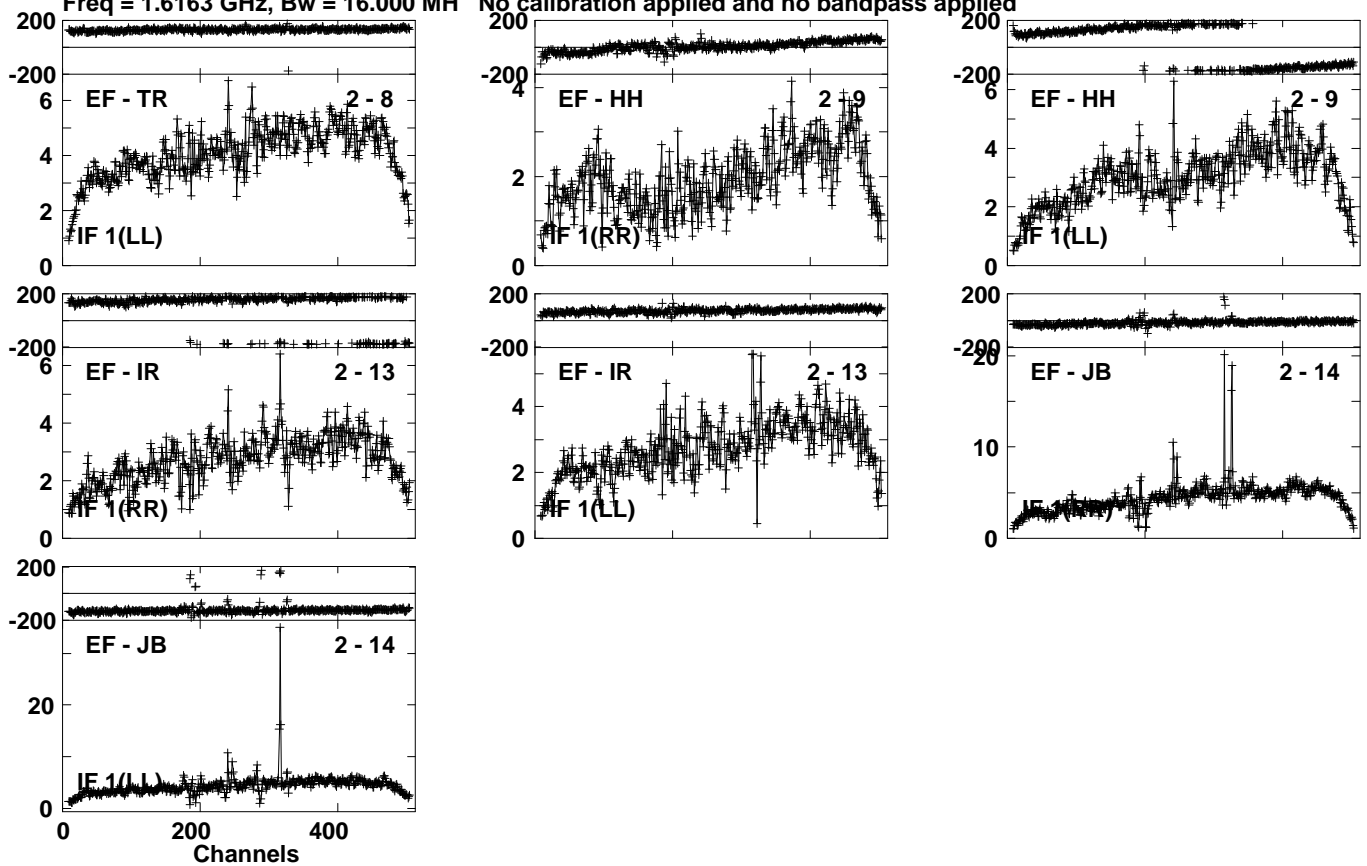 Freq = 1.6163 GHz, Bw = 16.000 MH No calibration applied and no bandpass applied
200 200 200
-200 -200 -200
6 EF - TR 2 - 8 4 EF - HH 2 - 9 6 EF - HH 2 - 9
4 4
2 2 2
IF 1(LL) IF 1(RR) IF 1(LL)
0 0 0
200 200 200
-200 -200 -200
6 EF - IR 2 - 13 EF - IR 2 - 13 20 EF - JB 2 - 14
4 4 10
2 2
IF 1(RR) IF 1(LL) IF 1(RR)
0 0 0
200
-200
EF - JB 2 - 14
20
IF 1(LL)
0
0 200 400
Channels